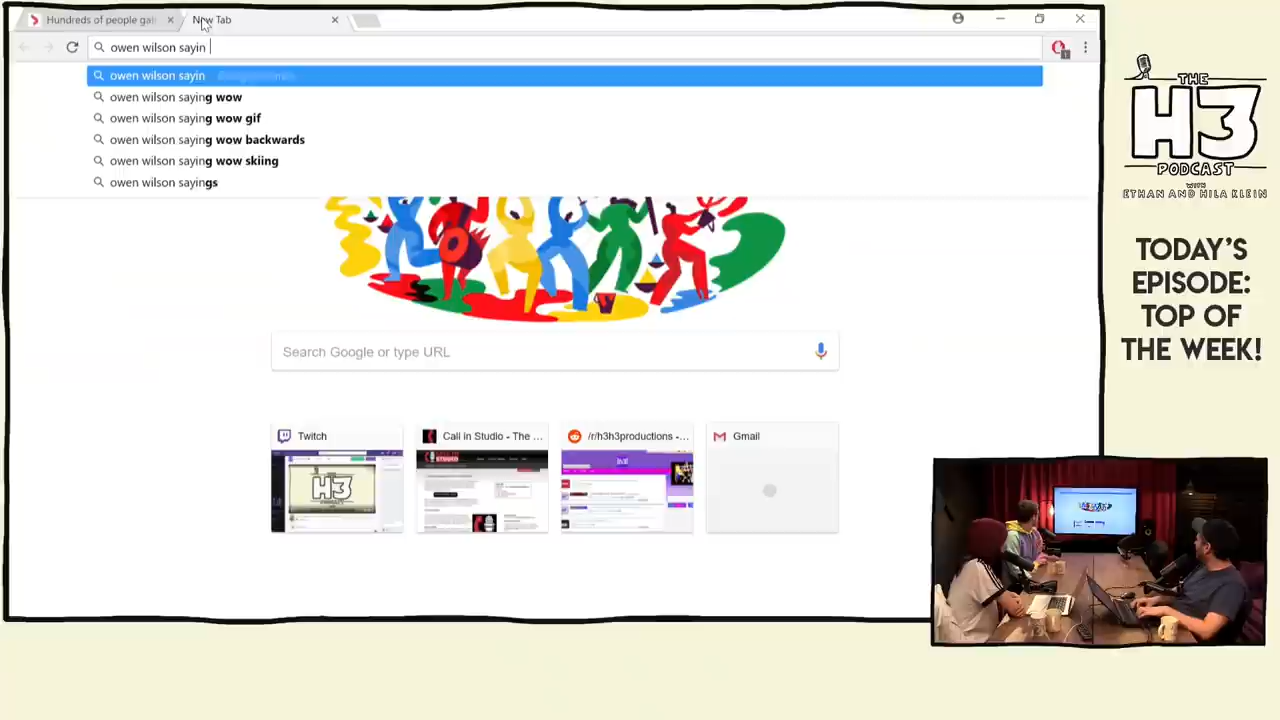 Hundreds of people gai
New Tab
owen wilson sayin
owen wilson sayin
owen wilson saying wow
owen wilson saying wow gif
owen wilson saying wow backwards
owen wilson saying wow skiing
owen wilson sayings
Search Google or type URL
Twitch
Call in Studio - The ...
/r/h3h3productions -...
Gmail
H3
THE
H3
PODCAST
WITH
ETHAN AND HILA KLEIN
TODAY'S
EPISODE:
TOP OF
THE WEEK!